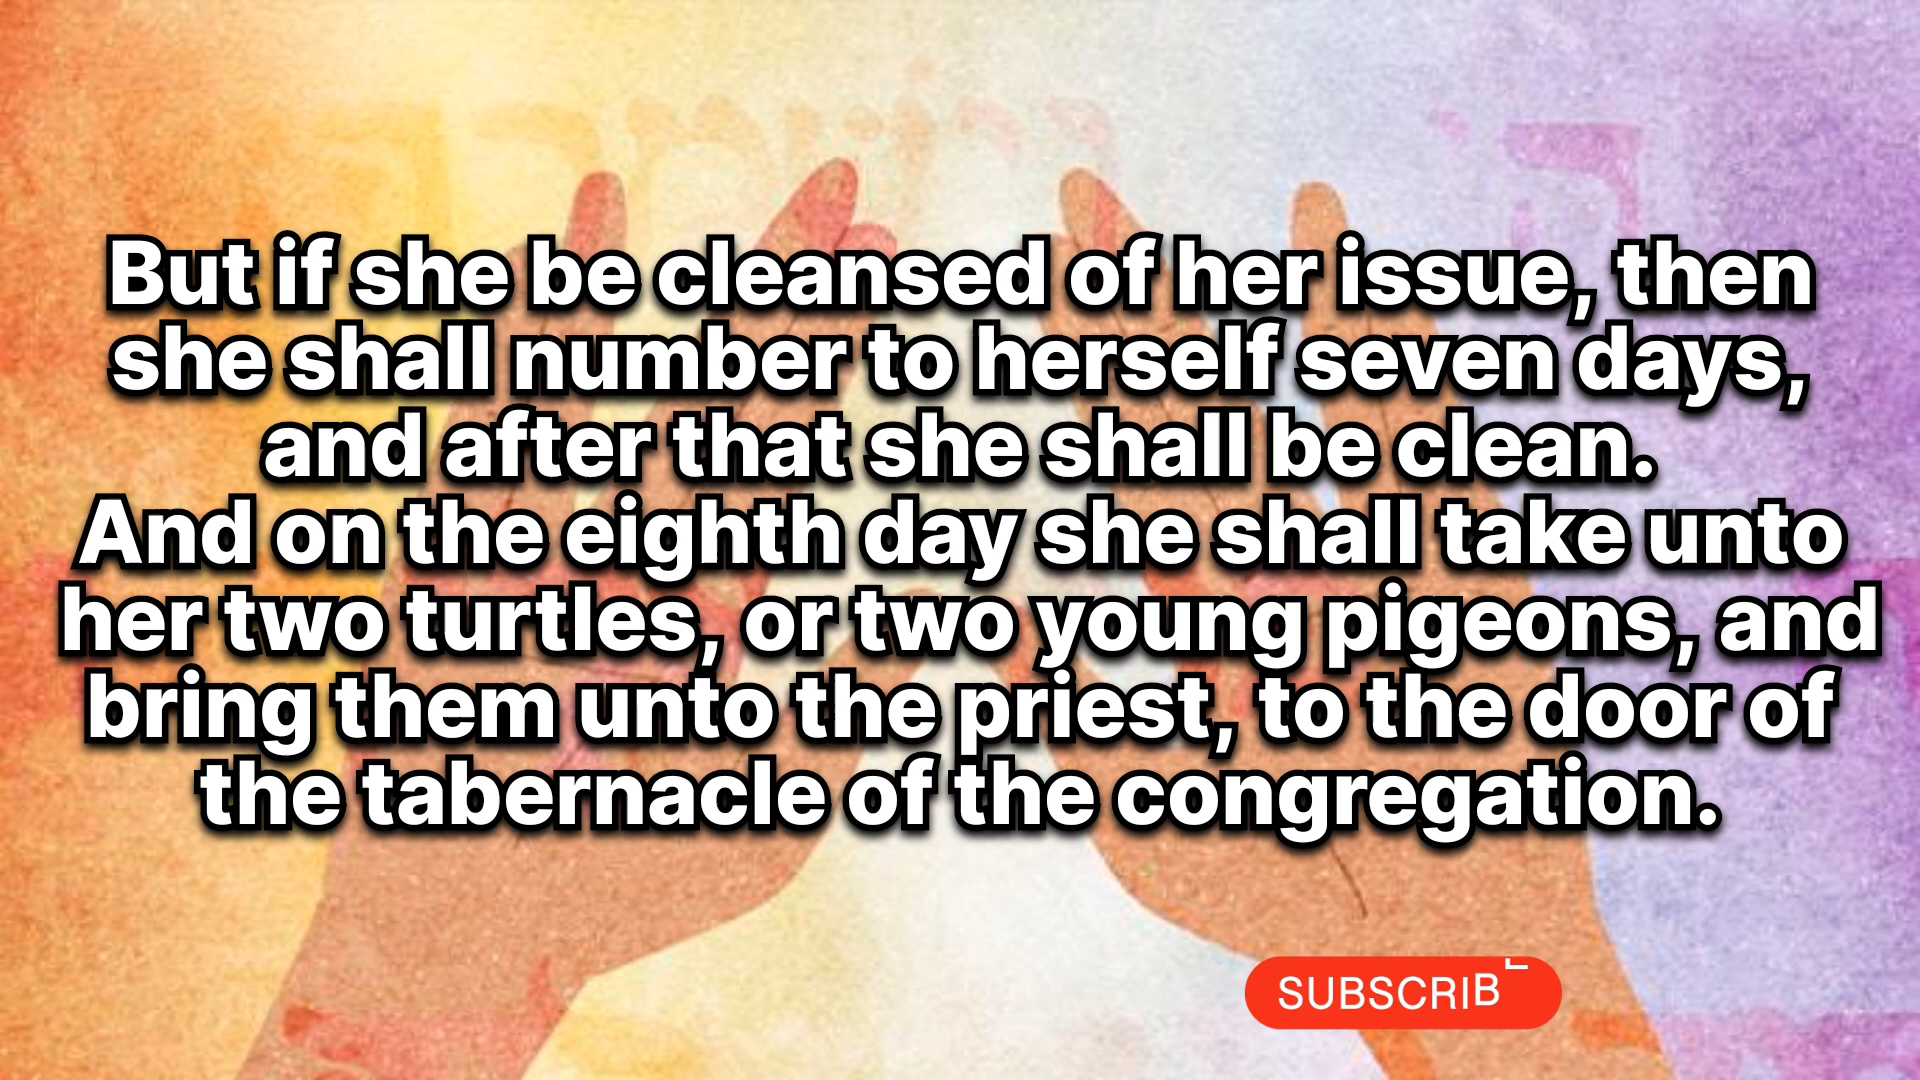 But if she be cleansed of her issue, then
she shall number to herself seven days,
and after that she shall be clean.
And on the eighth day she shall take unto
her two turtles, or two young pigeons, and
bring them unto the priest, to the door of
the tabernacle of the congregation.
SUBSCRIB